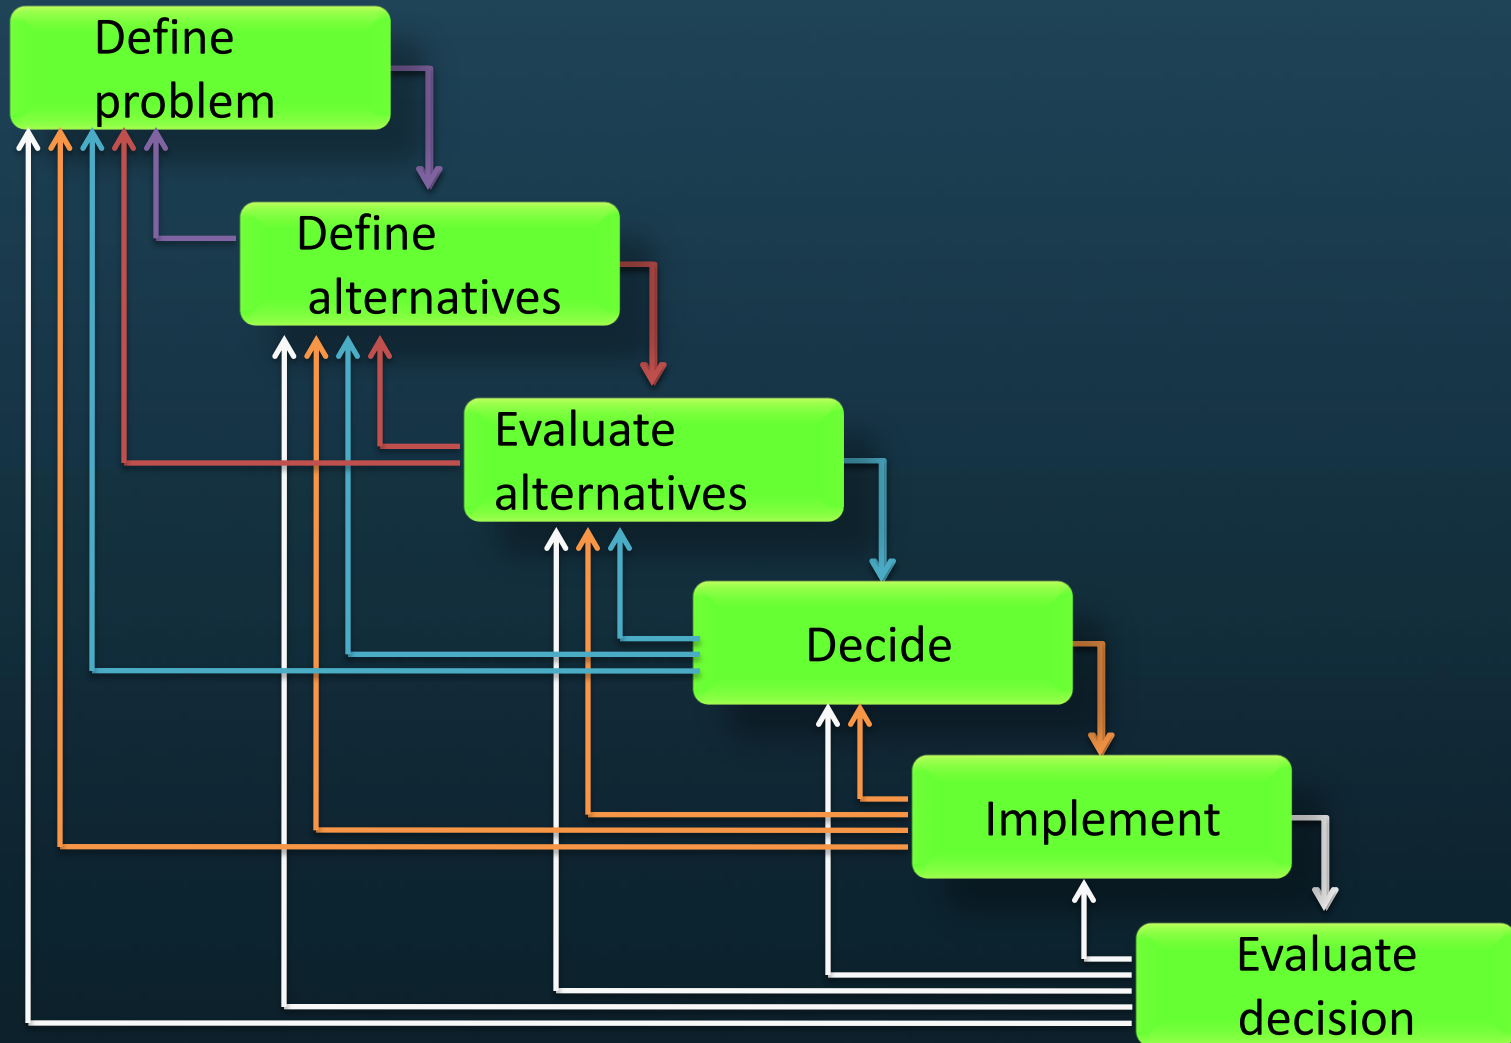 Define
problem
Define
alternatives
Evaluate
alternatives
Decide
Implement
Evaluate
decision